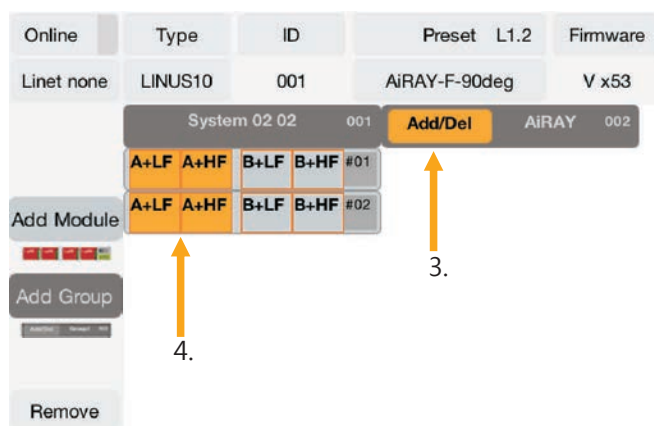 Online Type ID Preset L1.2 Firmware
Linet none LINUS10 001 AiRAY-F-90deg V x53
System 02 02 001 Add/Del AiRAY 002
A+LF A+HF B+LF B+HF #01
A+LF A+HF B+LF B+HF #02
Add Module
3.
Add Group
4.
Remove